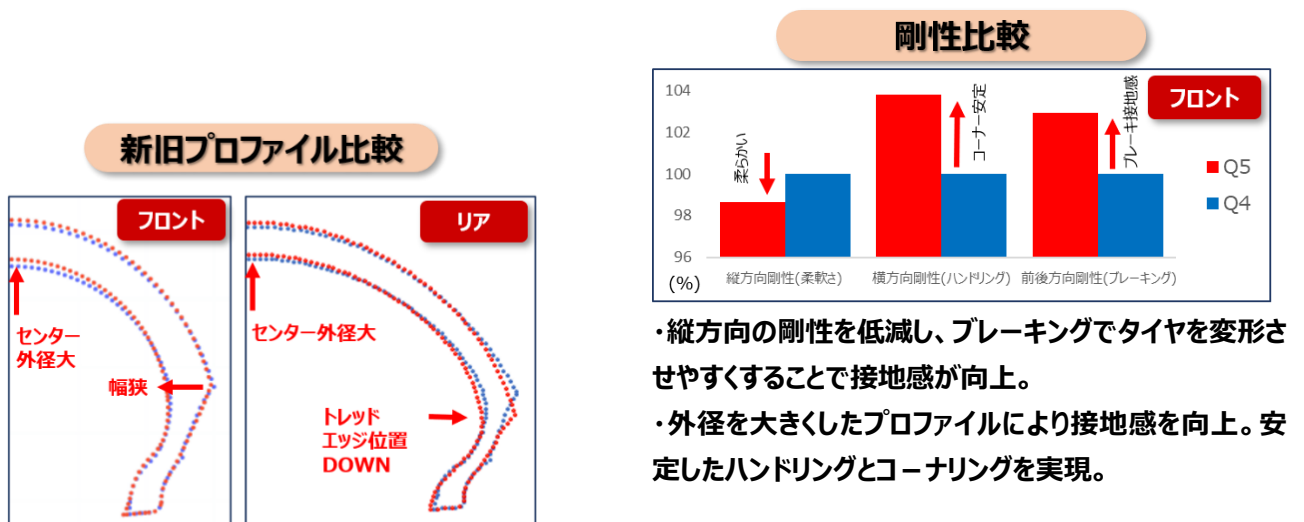 新旧プロファイル比較
フロント
センター
外径大
幅狭
リア
センター外径大
トレッド
エッジ位置
DOWN
剛性比較
フロント
104
102
100
98
96
(%)
柔らかい
コーナー安定
ブレーキ接地感
縦方向剛性(柔軟さ)
横方向剛性(ハンドリング)
前後方向剛性(ブレーキング)
Q5
Q4
・縦方向の剛性を低減し、ブレーキングでタイヤを変形さ
せやすくすることで接地感が向上。
・外径を大きくしたプロファイルにより接地感を向上。安
定したハンドリングとコーナリングを実現。